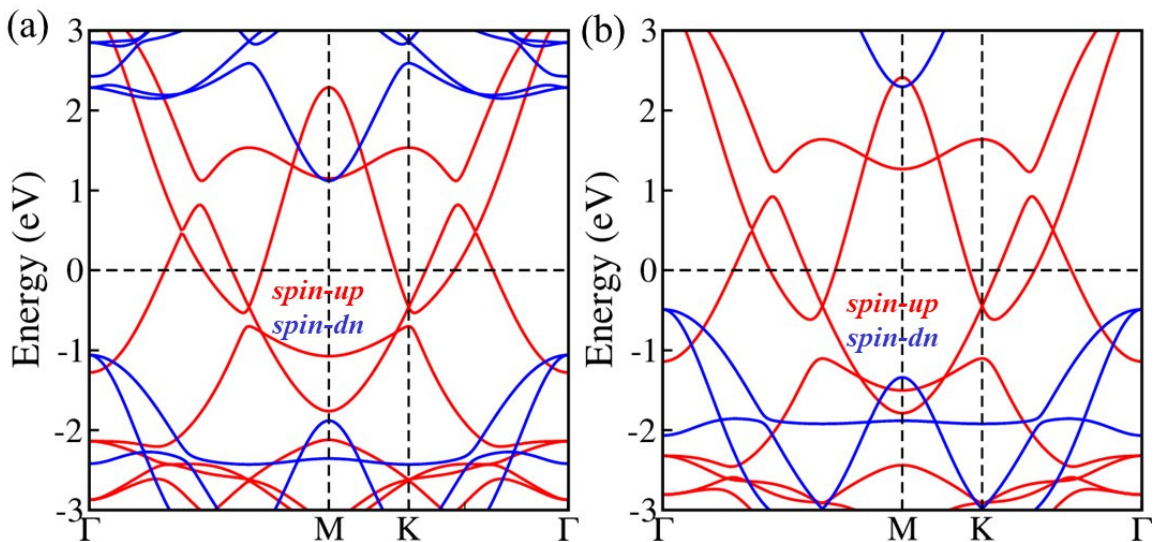 (a)
Energy (eV)
3
2
1
0
-1
-2
-3
spin-up
spin-dn
Γ M K Γ
(b)
Energy (eV)
3
2
1
0
-1
-2
-3
spin-up
spin-dn
Γ M K Γ